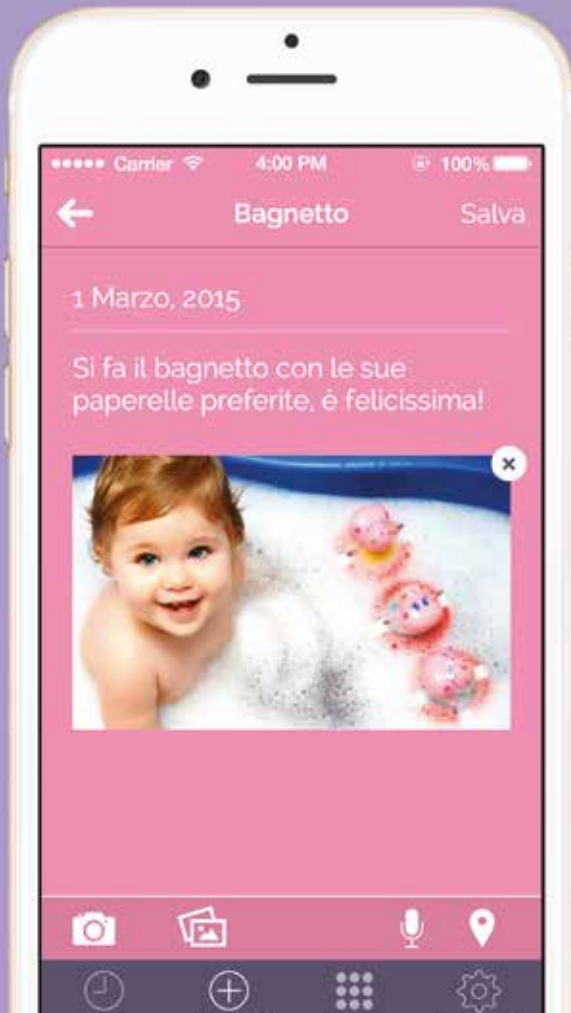 Carrier 4:00 PM 100%
Bagnetto Salva
1 Marzo, 2015
Si fa il bagnetto con le sue
paperelle preferite, è felicissima!